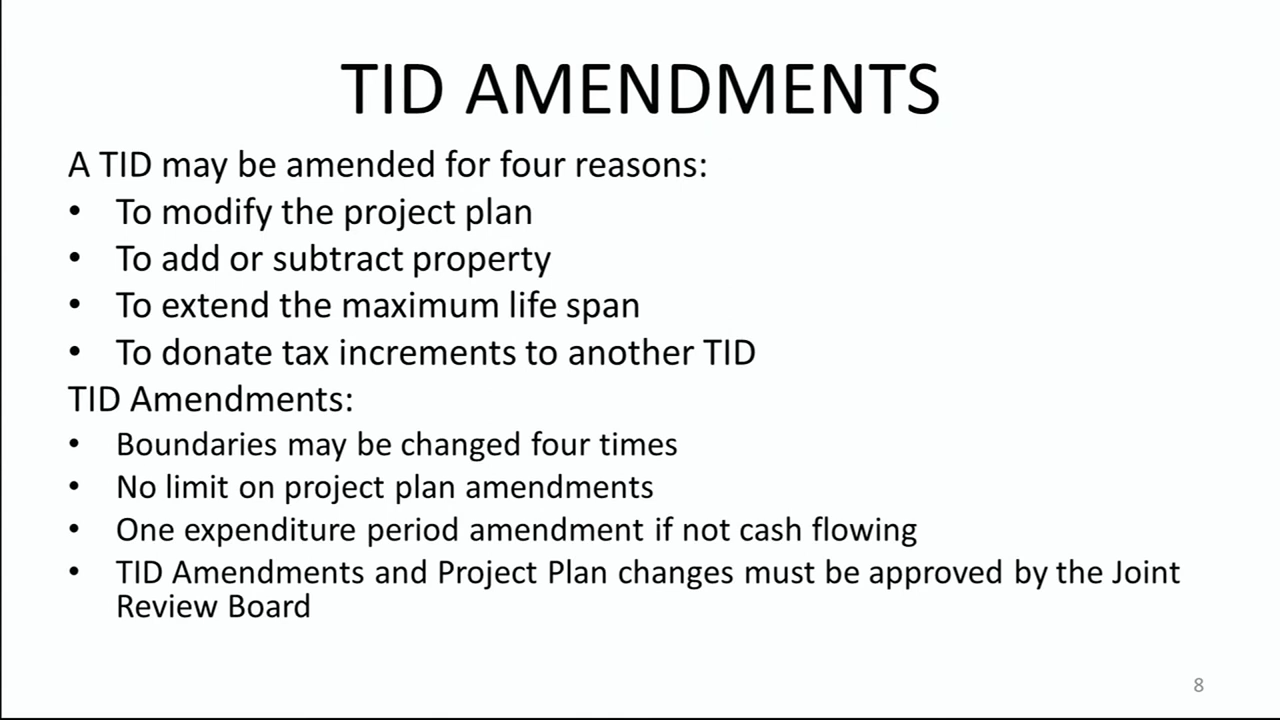 TID AMENDMENTS
A TID may be amended for four reasons:
• To modify the project plan
• To add or subtract property
• To extend the maximum life span
• To donate tax increments to another TID
TID Amendments:
• Boundaries may be changed four times
• No limit on project plan amendments
• One expenditure period amendment if not cash flowing
• TID Amendments and Project Plan changes must be approved by the Joint
Review Board
8